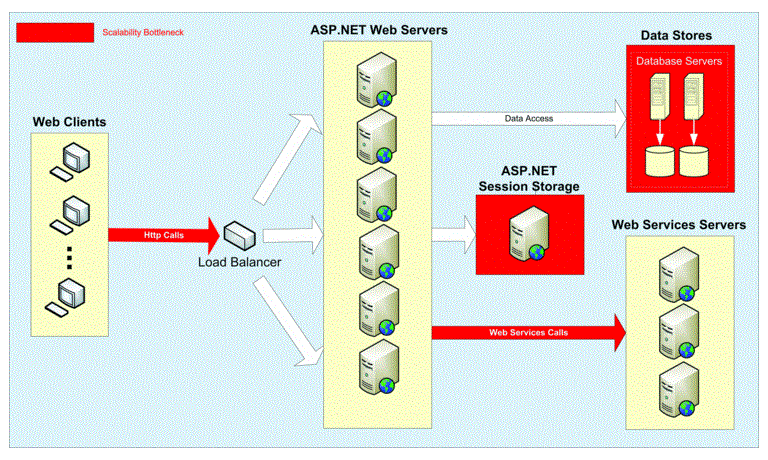 Scalability Bottleneck
ASP.NET Web Servers
Data Stores
Database Servers
Web Clients
Data Access
ASP.NET
Session Storage
Web Services Servers
Http Calls
Load Balancer
Web Services Calls